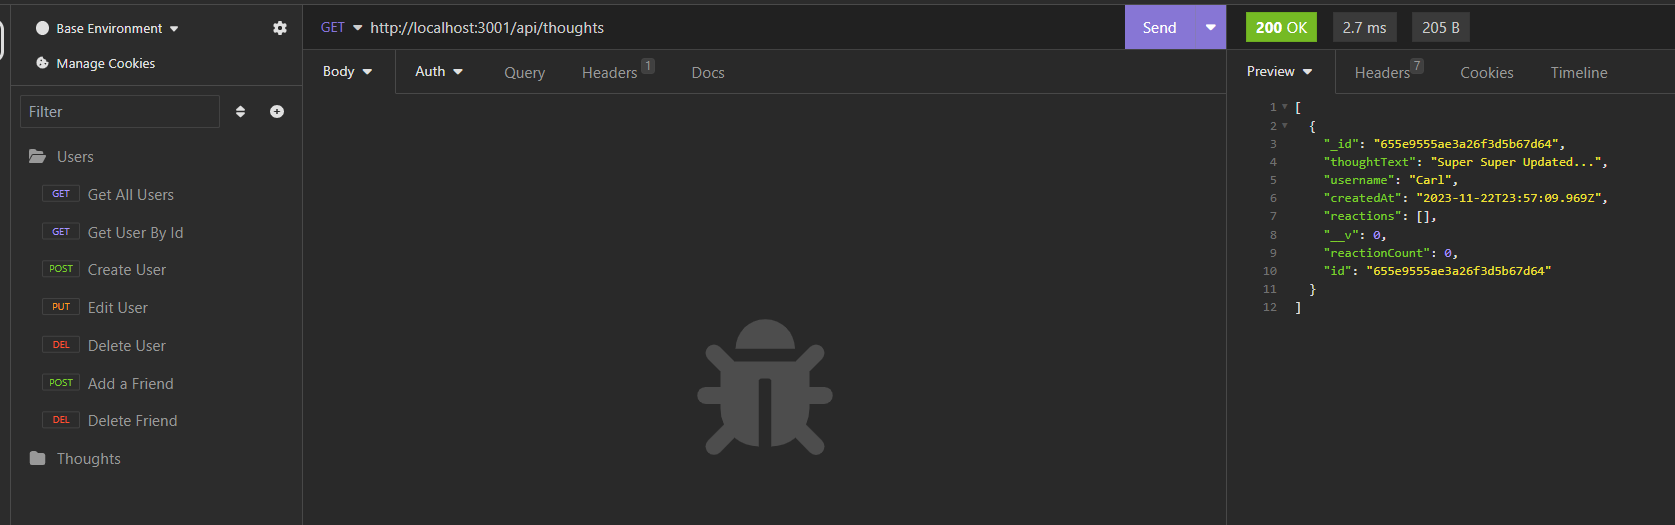 Base Environment
Manage Cookies
Filter
Users
GET Get All Users
GET Get User By Id
POST Create User
PUT Edit User
DEL Delete User
POST Add a Friend
DEL Delete Friend
Thoughts
GET http://localhost:3001/api/thoughts Send
Body Auth Query Headers 1 Docs
200 OK 2.7 ms 205 B
Preview Headers 7 Cookies Timeline
1 [
2 {
3 "_id": "655e9555ae3a26f3d5b67d64",
4 "thoughtText": "Super Super Updated...",
5 "username": "Carl",
6 "createdAt": "2023-11-22T23:57:09.969Z",
7 "reactions": [],
8 "__v": 0,
9 "reactionCount": 0,
10 "id": "655e9555ae3a26f3d5b67d64"
11 }
12 ]